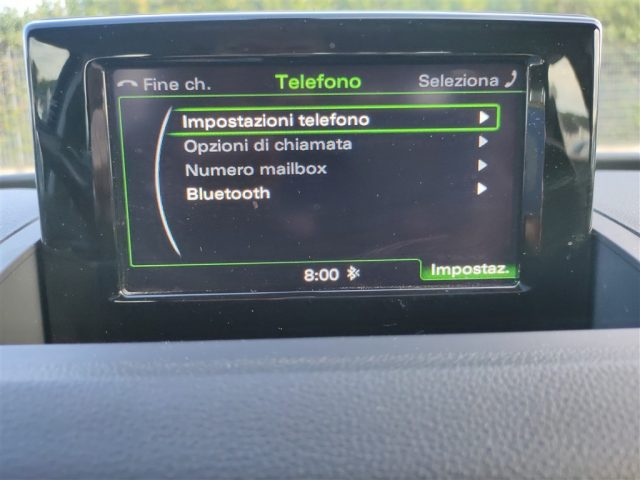 Fine ch. Telefono Seleziona
Impostazioni telefono
Opzioni di chiamata
Numero mailbox
Bluetooth
8:00 Impostaz.